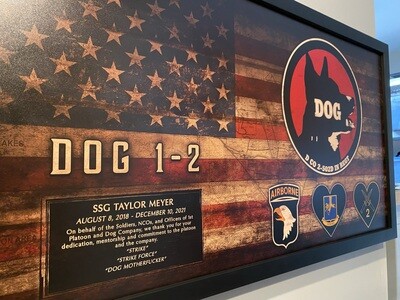 DOG
D CO 2-502D IN REGT
DOG 1-2
AIRBORNE
2
SSG TAYLOR MEYER
AUGUST 8, 2018 - DECEMBER 10, 2021
On behalf of the Soldiers, NCOs, and Officers of 1st
Platoon and Dog Company, we thank you for your
dedication, mentorship and commitment to the platoon
and the company.
"STRIKE"
"STRIKE FORCE"
"DOG MOTHERFUCKER"